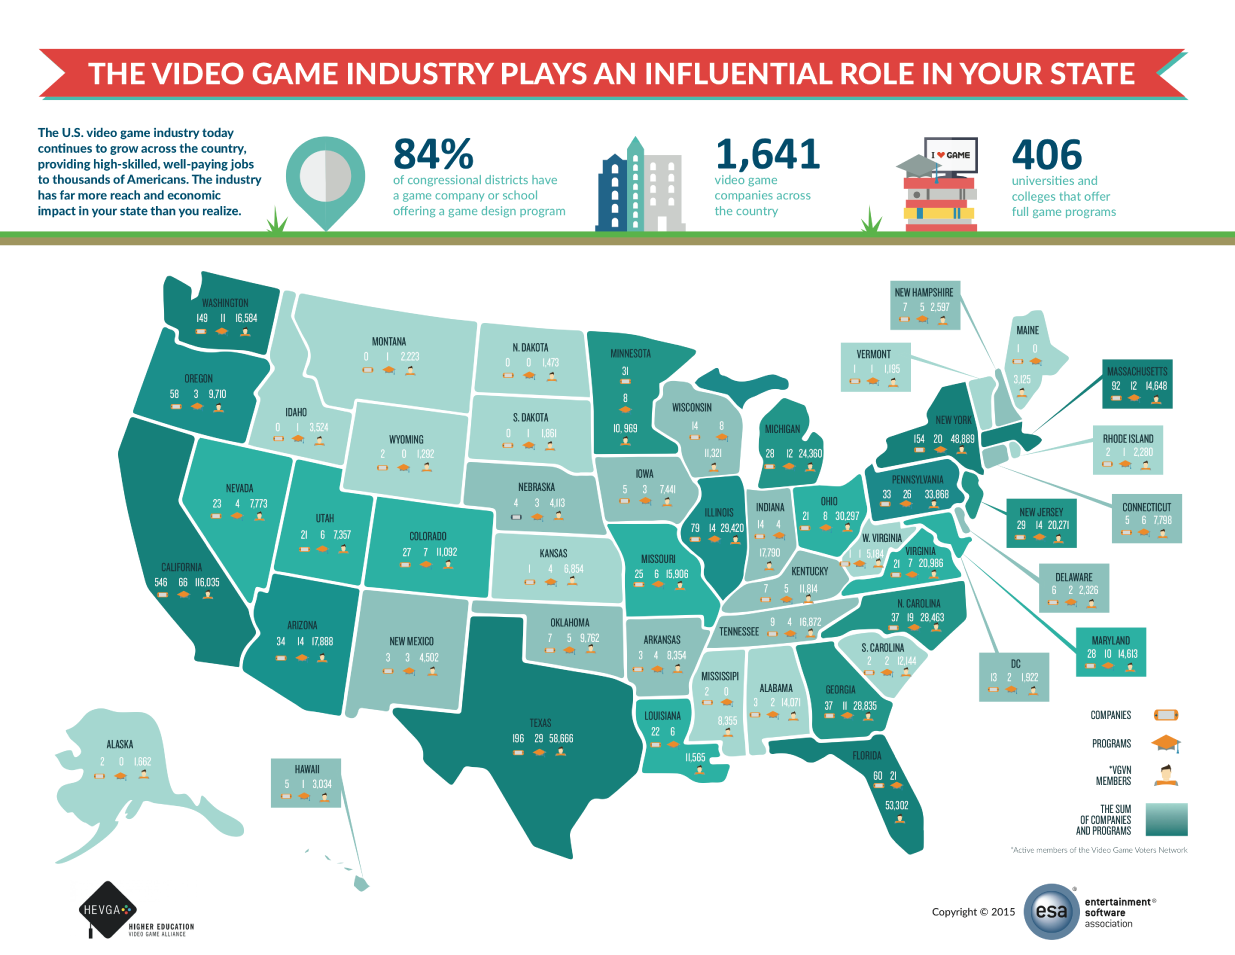 THE VIDEO GAME INDUSTRY PLAYS AN INFLUENTIAL ROLE IN YOUR STATE
The U.S. video game industry today
continues to grow across the country,
providing high-skilled, well-paying jobs
to thousands of Americans. The industry
has far more reach and economic
impact in your state than you realize.
84%
of congressional districts have
a game company or school
offering a game design program
1,641
video game
companies across
the country
I ♥ GAME
406
universities and
colleges that offer
full game programs
WASHINGTON
149 11 16,584
OREGON
58 3 9,710
CALIFORNIA
546 66 116,035
NEVADA
23 4 7,773
IDAHO
0 1 3,524
MONTANA
0 1 2,223
WYOMING
2 0 1,292
UTAH
21 6 7,357
COLORADO
27 7 11,092
ARIZONA
34 14 17,888
NEW MEXICO
3 3 4,502
N. DAKOTA
0 0 1,473
S. DAKOTA
0 1 1,861
NEBRASKA
4 3 4,113
KANSAS
1 4 6,854
OKLAHOMA
7 5 9,762
TEXAS
196 29 58,666
MINNESOTA
31
8
10,969
IOWA
5 3 7,441
MISSOURI
25 6 15,906
ARKANSAS
3 4 8,354
LOUISIANA
22 6
11,565
WISCONSIN
14 8
11,321
ILLINOIS
79 14 29,420
MICHIGAN
28 12 24,360
INDIANA
14 4
17,790
OHIO
21 8 30,297
KENTUCKY
7 5 11,814
TENNESSEE
9 4 16,872
MISSISSIPI
2 0
8,355
ALABAMA
3 2 14,071
GEORGIA
37 11 28,835
FLORIDA
60 21
53,302
S. CAROLINA
2 2 12,144
N. CAROLINA
37 19 28,463
VIRGINIA
21 7 20,986
W. VIRGINIA
1 1 5,184
PENNSYLVANIA
33 26 33,868
NEW YORK
154 20 48,889
VERMONT
1 1 1,195
NEW HAMPSHIRE
7 5 2,597
MAINE
1 0
3,125
MASSACHUSETTS
92 12 14,648
RHODE ISLAND
2 1 2,280
CONNECTICUT
5 6 7,798
NEW JERSEY
29 14 20,271
DELAWARE
6 2 2,326
MARYLAND
28 10 14,613
DC
13 2 1,922
ALASKA
2 0 1,662
HAWAII
5 1 3,034
COMPANIES
PROGRAMS
*VGVN
MEMBERS
THE SUM
OF COMPANIES
AND PROGRAMS
*Active members of the Video Game Voters Network
HEVGA
HIGHER EDUCATION
VIDEO GAME ALLIANCE
Copyright © 2015
esa
®
entertainment®
software
association